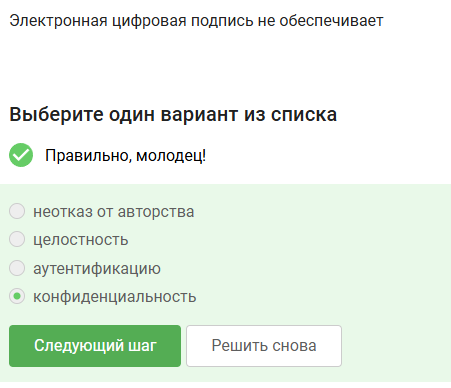 Электронная цифровая подпись не обеспечивает
Выберите один вариант из списка
Правильно, молодец!
неотказ от авторства
целостность
аутентификацию
конфиденциальность
Следующий шаг
Решить снова